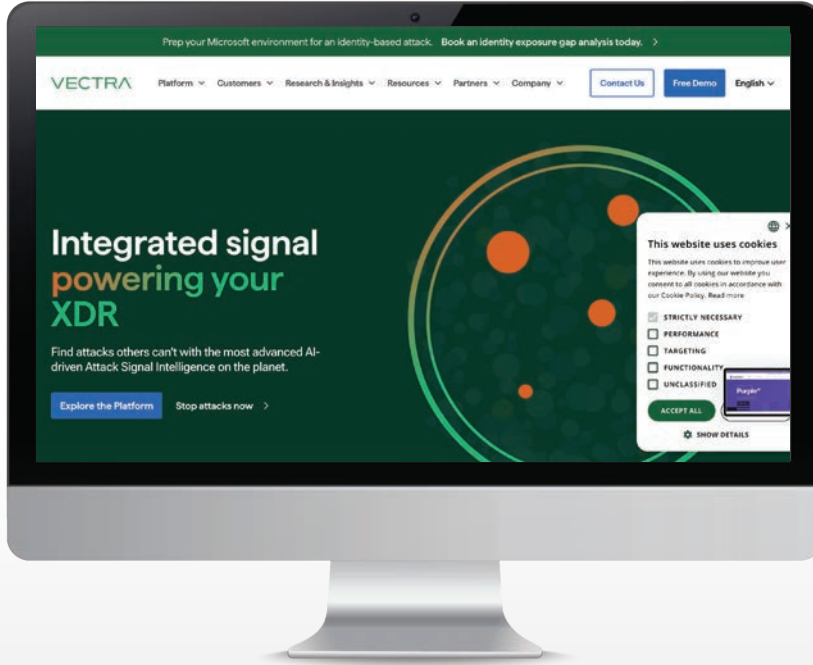 Prep your Microsoft environment for an identity-based attack. Book an identity exposure gap analysis today. >
VECTRA Platform Customers Research & Insights Resources Partners Company Contact Us Free Demo English
Integrated signal
powering your
XDR
Find attacks others can't with the most advanced AI-
driven Attack Signal Intelligence on the planet.
Explore the Platform Stop attacks now >
This website uses cookies
This website uses cookies to improve user
experience. By using our website you
consent to all cookies in accordance with
our Cookie Policy. Read more
STRICTLY NECESSARY
PERFORMANCE
TARGETING
FUNCTIONALITY
UNCLASSIFIED
Purple"
ACCEPT ALL
SHOW DETAILS